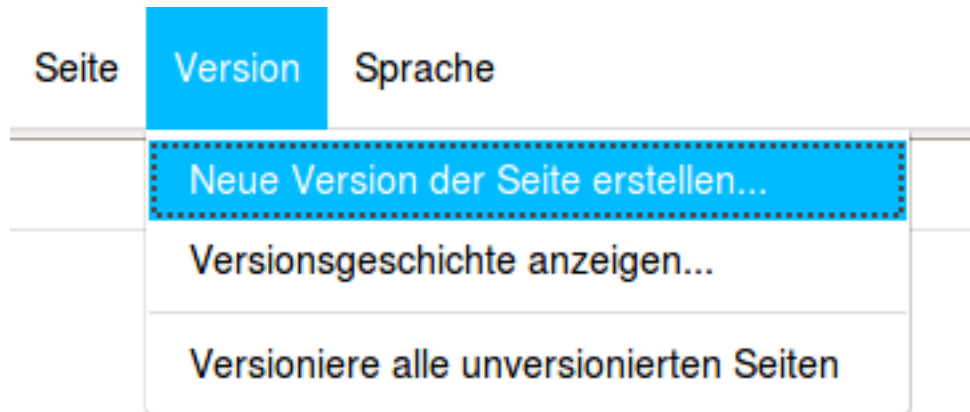 Seite Version Sprache
Neue Version der Seite erstellen...
Versionsgeschichte anzeigen...
Versioniere alle unversionierten Seiten